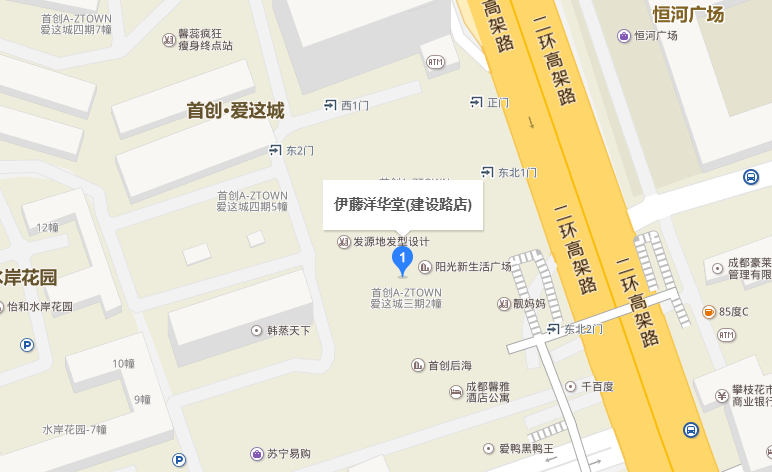 首创A-ZTOWN
爱这城四期7幢
馨蕊疯狂
瘦身终点站
高架路
二环高架路
恒河广场
恒河广场
ATM
首创·爱这城
西1门
正门
东2门
东北1门
首创A-ZTOWN
爱这城四期5幢
伊藤洋华堂(建设路店)
12幢
发源地发型设计
1
阳光新生活广场
二环高架路
二环高架路
成都豪莱
管理有限
水岸花园
怡和水岸花园
首创A-ZTOWN
爱这城三期2幢
靓妈妈
85度C
韩蒸天下
东北2门
ATM
P
10幢
首创后海
9幢
成都馨雅
酒店公寓
千百度
攀枝花市
商业银行
水岸花园-7幢
苏宁易购
爱鸭黑鸭王
P